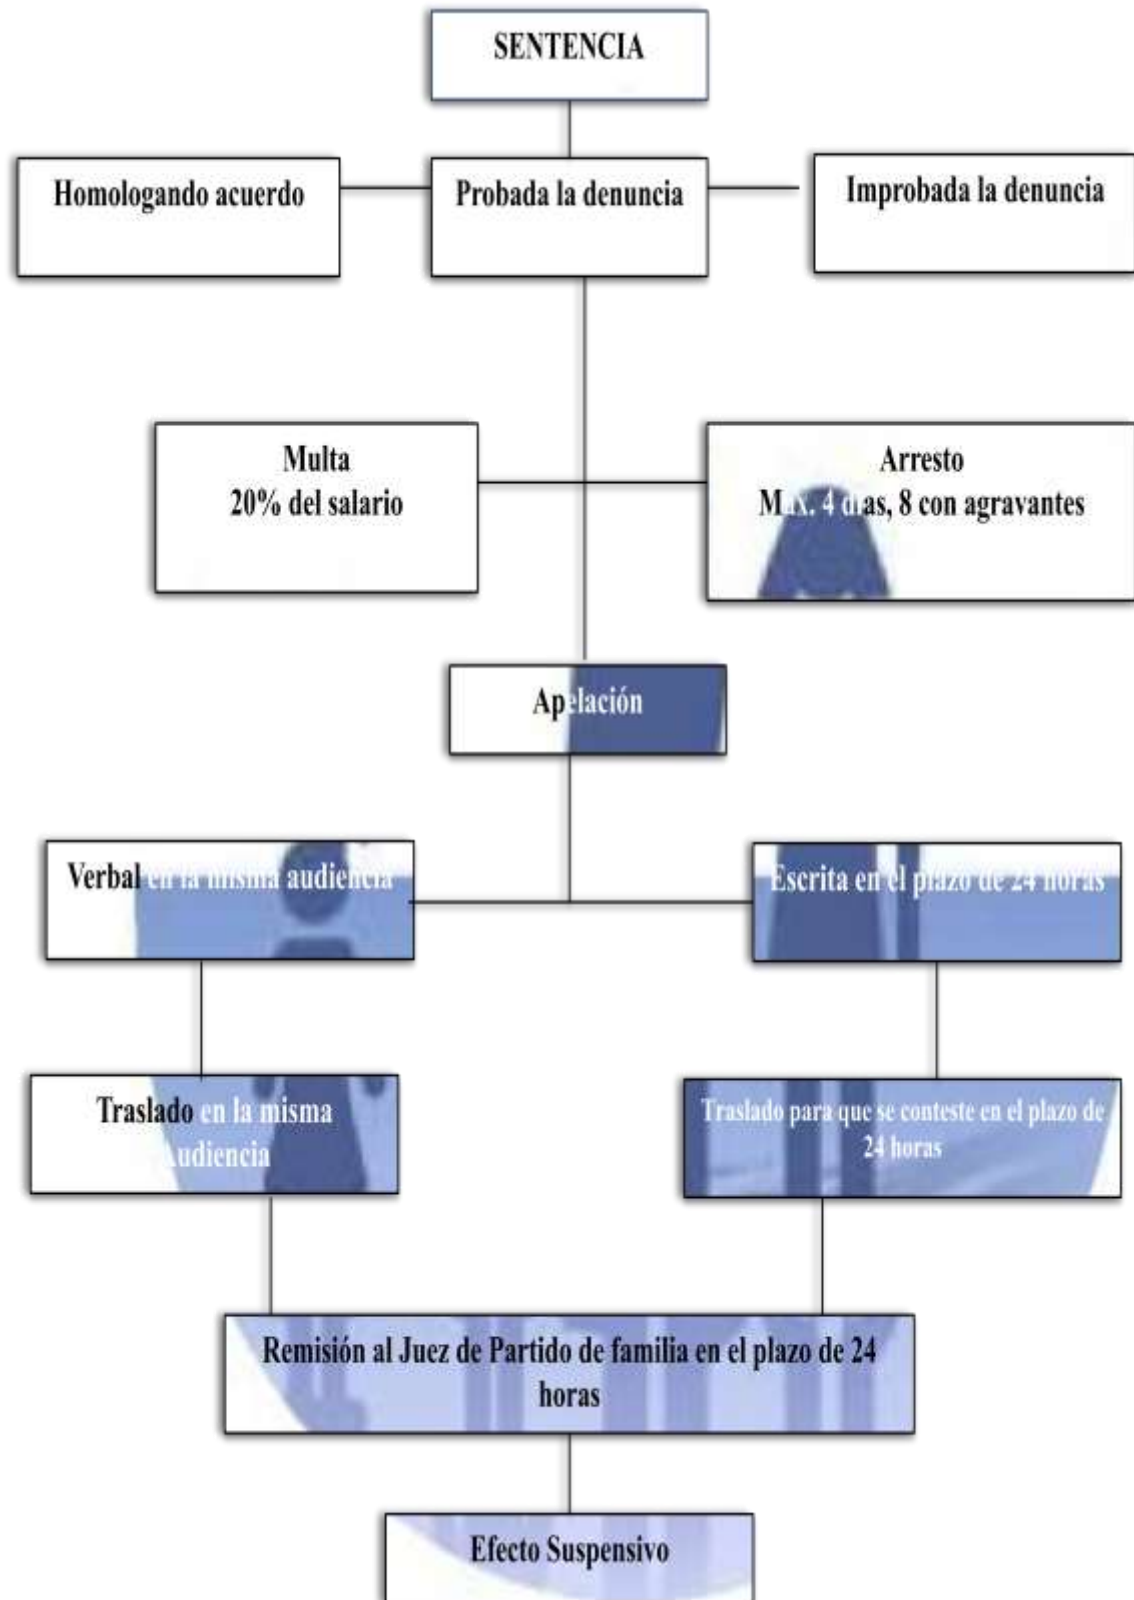 SENTENCIA
Homologando acuerdo
Probada la denuncia
Improbada la denuncia
Multa
20% del salario
Arresto
Max. 4 dias, 8 con agravantes
Apelación
Verbal en la misma audiencia
Escrita en el plazo de 24 horas
Traslado en la misma
Audiencia
Traslado para que se conteste en el plazo de
24 horas
Remisión al Juez de Partido de familia en el plazo de 24
horas
Efecto Suspensivo